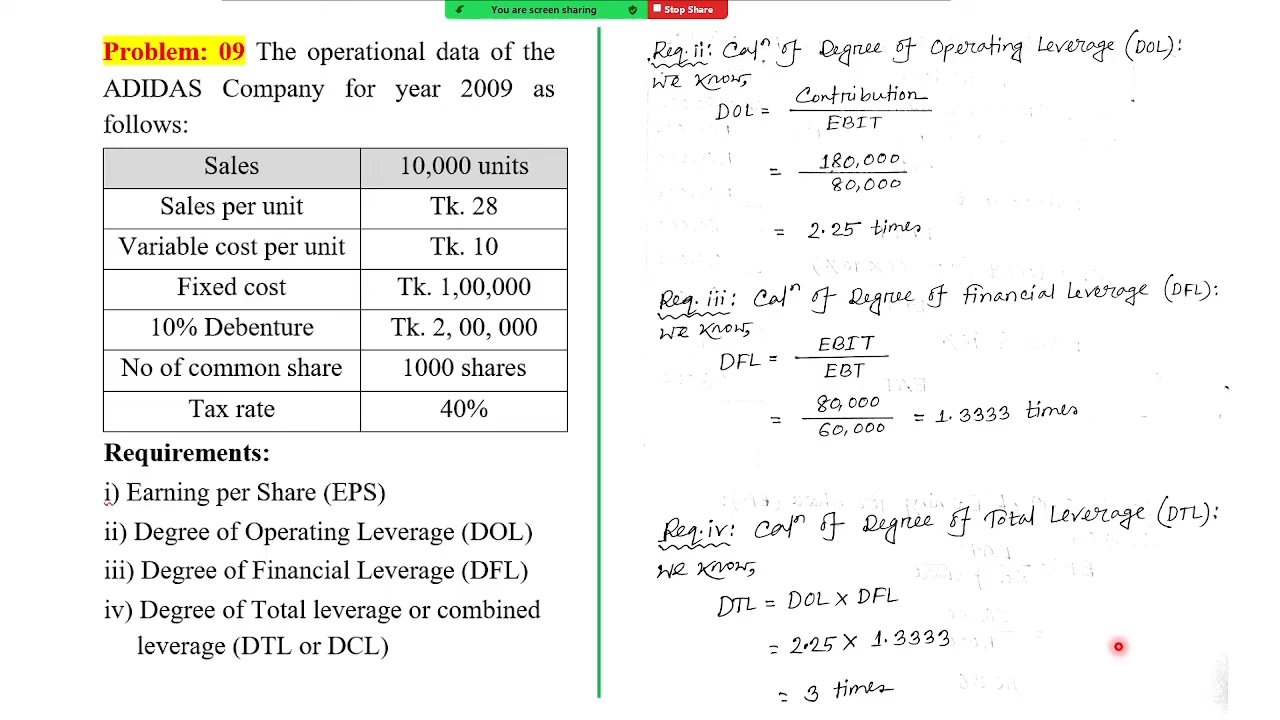 You are screen sharing
Stop Share
Problem: 09 The operational data of the
ADIDAS Company for year 2009 as
follows:
Sales 10,000 units
Sales per unit Tk. 28
Variable cost per unit Tk. 10
Fixed cost Tk. 1,00,000
10% Debenture Tk. 2, 00, 000
No of common share 1000 shares
Tax rate 40%
Requirements:
i) Earning per Share (EPS)
ii) Degree of Operating Leverage (DOL)
iii) Degree of Financial Leverage (DFL)
iv) Degree of Total leverage or combined
leverage (DTL or DCL)
Req. ii: Calⁿ of Degree of Operating Leverage (DOL):
we know,
DOL = Contribution
EBIT
= 180,000
80,000
= 2.25 times
Req. iii: Calⁿ of Degree of Financial Leverage (DFL):
we know,
DFL = EBIT
EBT
= 80,000
60,000
= 1.3333 times
Req. iv: Calⁿ of Degree of Total Leverage (DTL):
we know,
DTL = DOL X DFL
= 2.25 X 1.3333
= 3 times